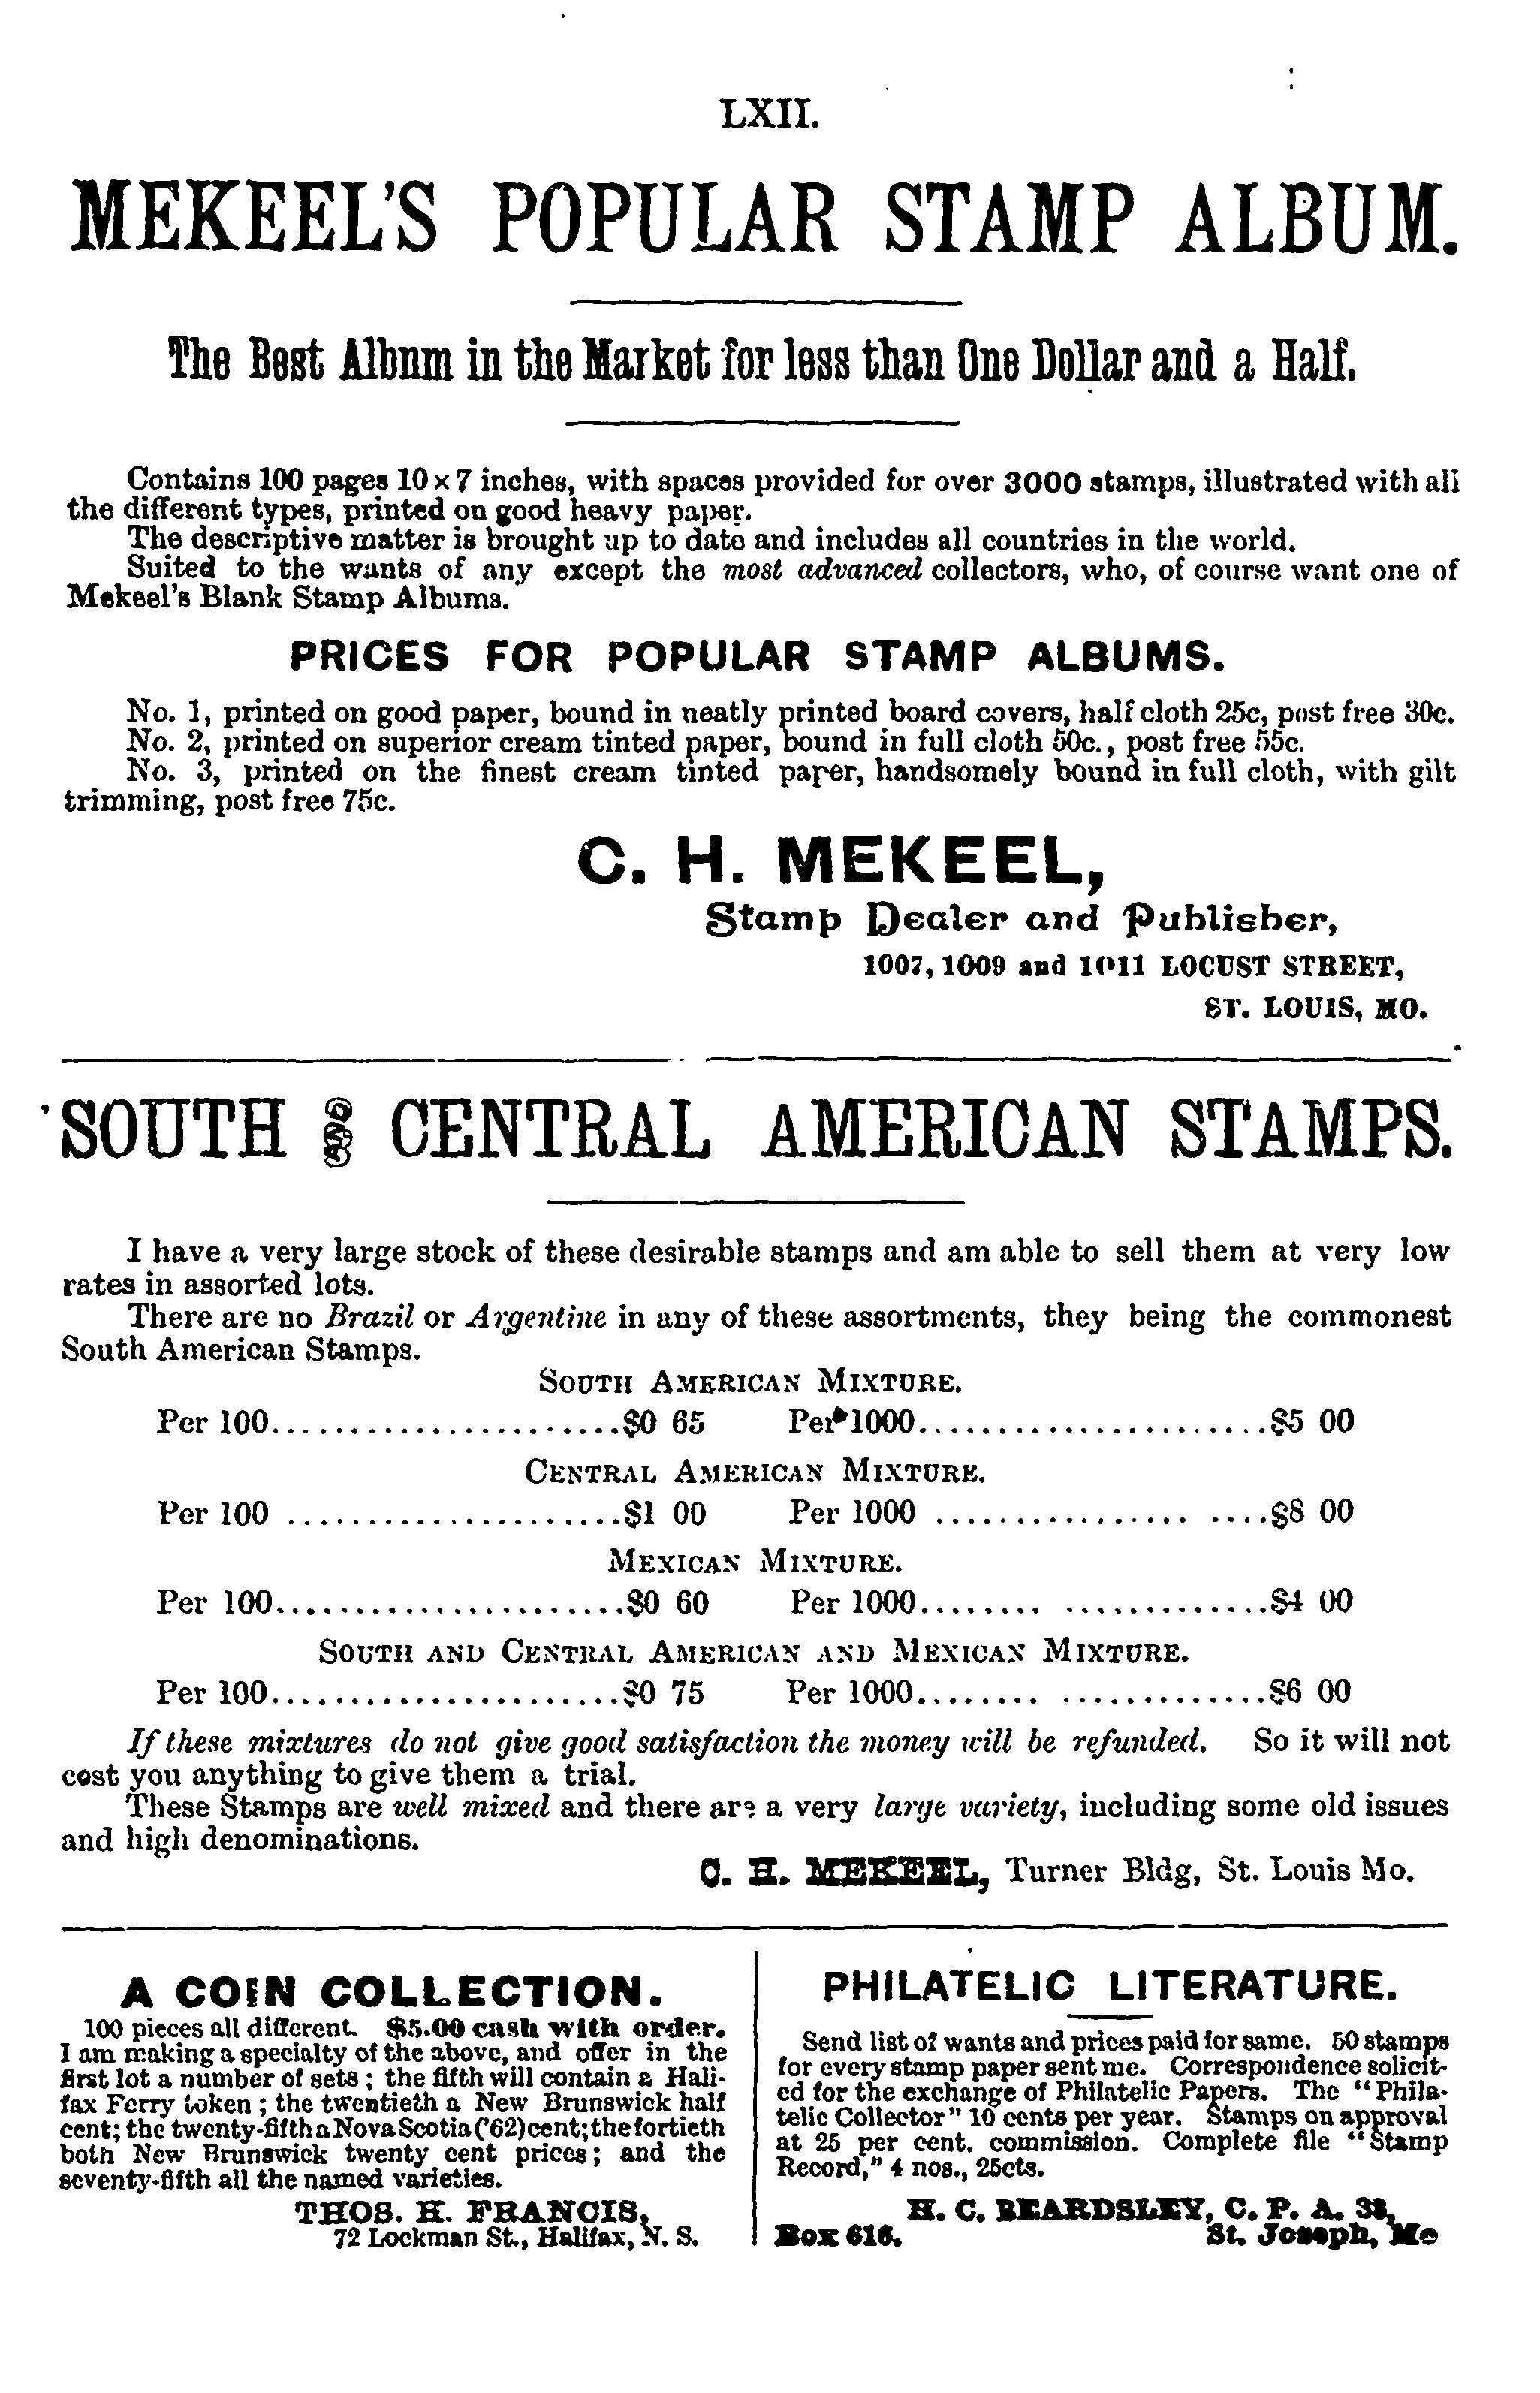 LXII.
MEKEEL'S POPULAR STAMP ALBUM.
The Best Album in the Market for less than One Dollar and a Half.
Contains 100 pages 10 x 7 inches, with spaces provided for over 3000 stamps, illustrated with all
the different types, printed on good heavy paper.
The descriptive matter is brought up to date and includes all countries in the world.
Suited to the wants of any except the most advanced collectors, who, of course want one of
Mekeel's Blank Stamp Albums.
PRICES FOR POPULAR STAMP ALBUMS.
No. 1, printed on good paper, bound in neatly printed board covers, half cloth 25c, post free 30c.
No. 2, printed on superior cream tinted paper, bound in full cloth 50c., post free 55c.
No. 3, printed on the finest cream tinted paper, handsomely bound in full cloth, with gilt
trimming, post free 75c.
C. H. MEKEEL,
Stamp Dealer and Publisher,
1007, 1009 and 1011 LOCUST STREET,
ST. LOUIS, MO.
SOUTH and CENTRAL AMERICAN STAMPS.
I have a very large stock of these desirable stamps and am able to sell them at very low
rates in assorted lots.
There are no Brazil or Argentine in any of these assortments, they being the commonest
South American Stamps.
SOUTH AMERICAN MIXTURE.
Per 100......................$0 65 Per 1000......................$5 00
CENTRAL AMERICAN MIXTURE.
Per 100 .....................$1 00 Per 1000 ................ ....$8 00
MEXICAN MIXTURE.
Per 100......................$0 60 Per 1000........ .............$4 00
SOUTH AND CENTRAL AMERICAN AND MEXICAN MIXTURE.
Per 100......................$0 75 Per 1000........ .............$6 00
If these mixtures do not give good satisfaction the money will be refunded. So it will not
cost you anything to give them a trial.
These Stamps are well mixed and there are a very large variety, including some old issues
and high denominations.
C. H. MEKEEL, Turner Bldg, St. Louis Mo.
A COIN COLLECTION.
100 pieces all different. $5.00 cash with order.
I am making a specialty of the above, and offer in the
first lot a number of sets; the fifth will contain a Hali-
fax Ferry token; the twentieth a New Brunswick half
cent; the twenty-fifth a Nova Scotia ('62) cent; the fortieth
both New Brunswick twenty cent prices; and the
seventy-fifth all the named varieties.
THOS. H. FRANCIS,
72 Lockman St., Halifax, N. S.
PHILATELIC LITERATURE.
Send list of wants and prices paid for same. 50 stamps
for every stamp paper sent me. Correspondence solicit-
ed for the exchange of Philatelic Papers. The "Phila-
telic Collector" 10 cents per year. Stamps on approval
at 25 per cent. commission. Complete file "Stamp
Record," 4 nos., 25cts.
H. C. BEARDSLEY, C. P. A. 38,
Box 616. St. Joseph, Mo